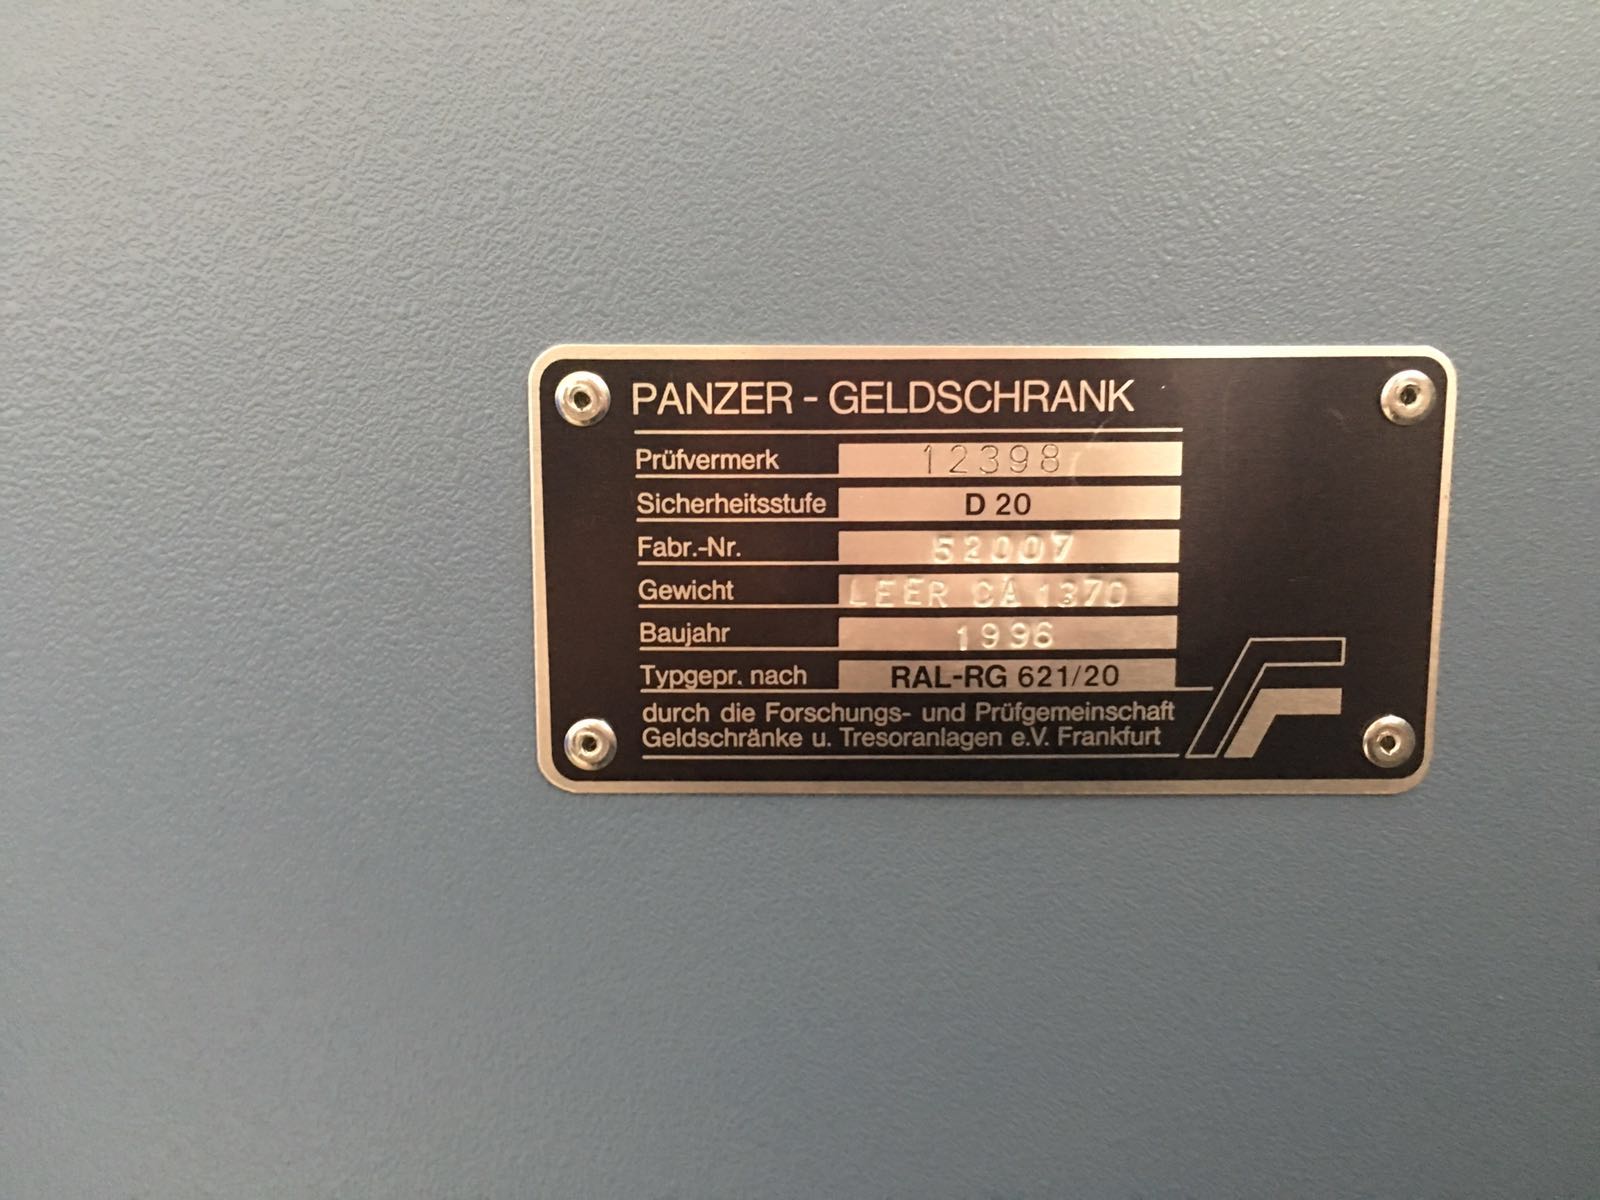 PANZER - GELDSCHRANK
Prüfvermerk 12398
Sicherheitsstufe D 20
Fabr.-Nr. 52007
Gewicht LEER CA 1370
Baujahr 1996
Typgepr. nach RAL-RG 621/20
durch die Forschungs- und Prüfgemeinschaft
Geldschränke u. Tresoranlagen e.V. Frankfurt